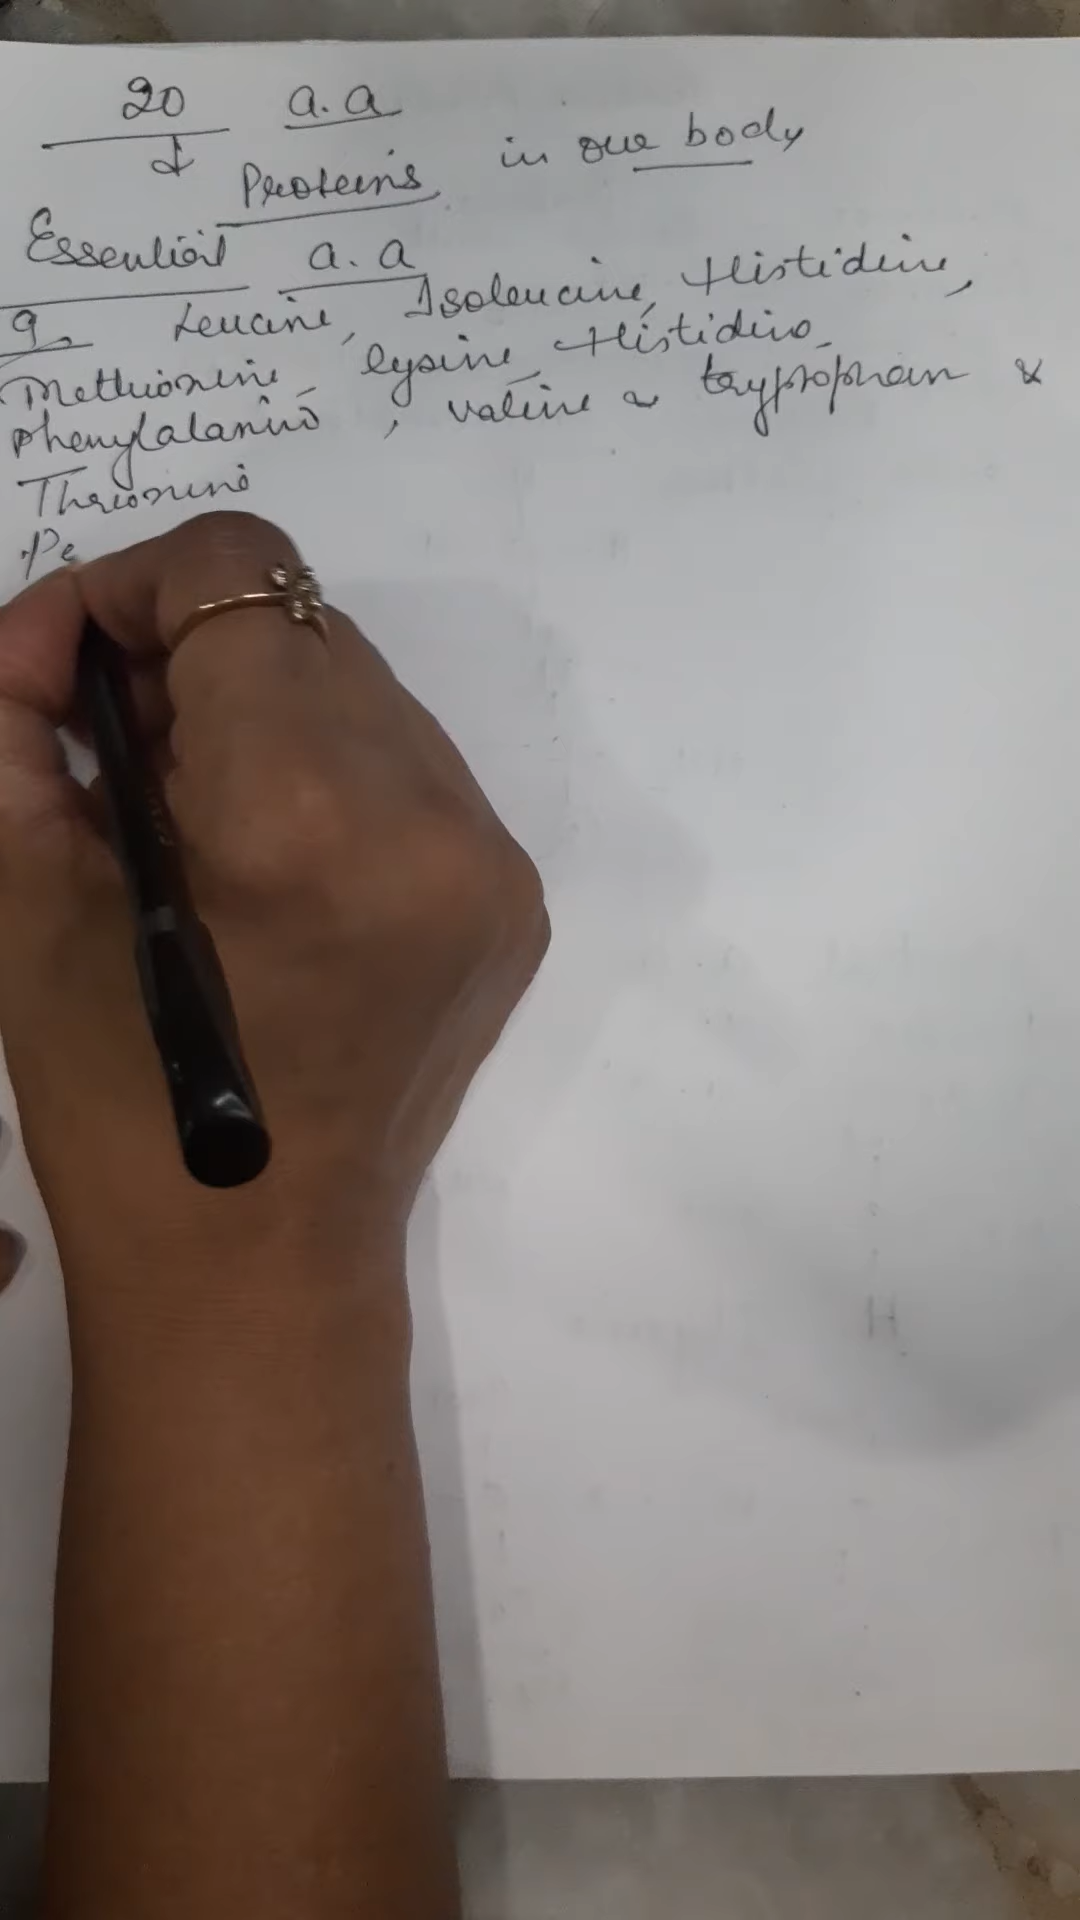 20 a.a
Proteins in our body
Essential a.a
9. Leucine, Isoleucine, Histidine,
Methionine, lysine, Histidine,
Phenylalanine, valine & tryptophan &
Threonine
Pe